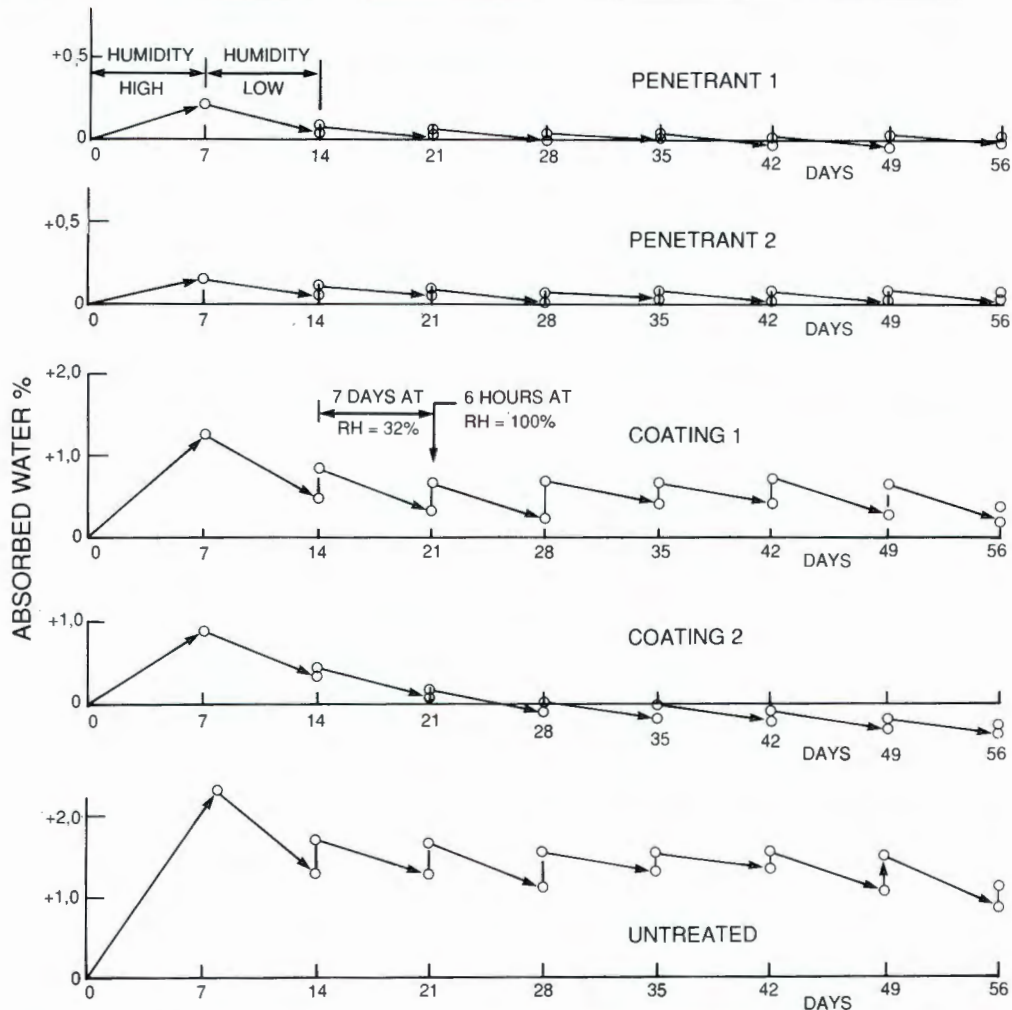 +0,5
HUMIDITY HUMIDITY
HIGH LOW
PENETRANT 1
0
0 7 14 21 28 35 42 49 56
DAYS
+0,5
PENETRANT 2
0
0 7 14 21 28 35 42 49 56
DAYS
ABSORBED WATER %
+2,0
7 DAYS AT 6 HOURS AT
RH = 32% RH = 100%
COATING 1
+1,0
0
0 7 14 21 28 35 42 49 56
DAYS
+1,0
COATING 2
0
0 7 14 21 28 35 42 49 56
DAYS
+2,0
+1,0
UNTREATED
0
0 7 14 21 28 35 42 49 56
DAYS